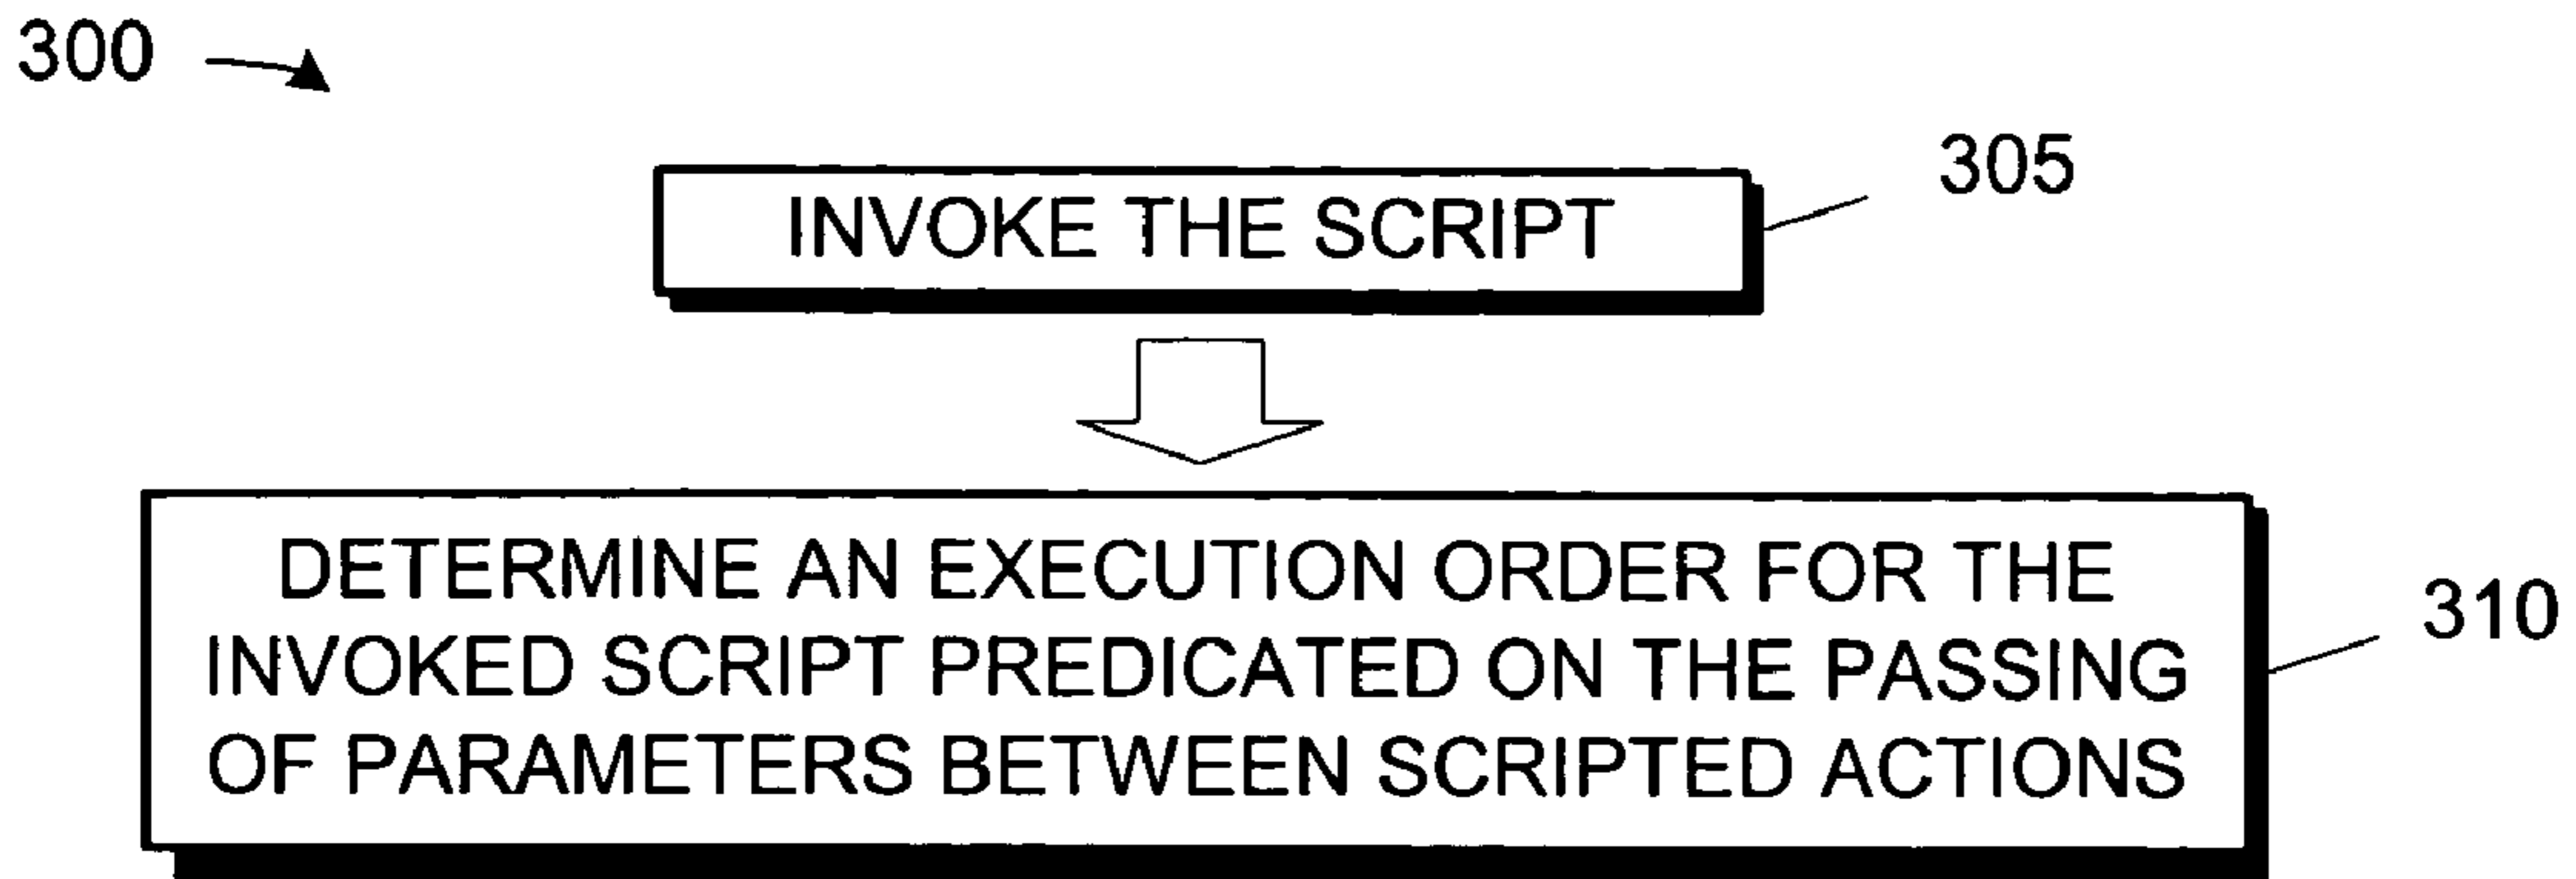 300
305
INVOKE THE SCRIPT
DETERMINE AN EXECUTION ORDER FOR THE
INVOKED SCRIPT PREDICATED ON THE PASSING
OF PARAMETERS BETWEEN SCRIPTED ACTIONS
310